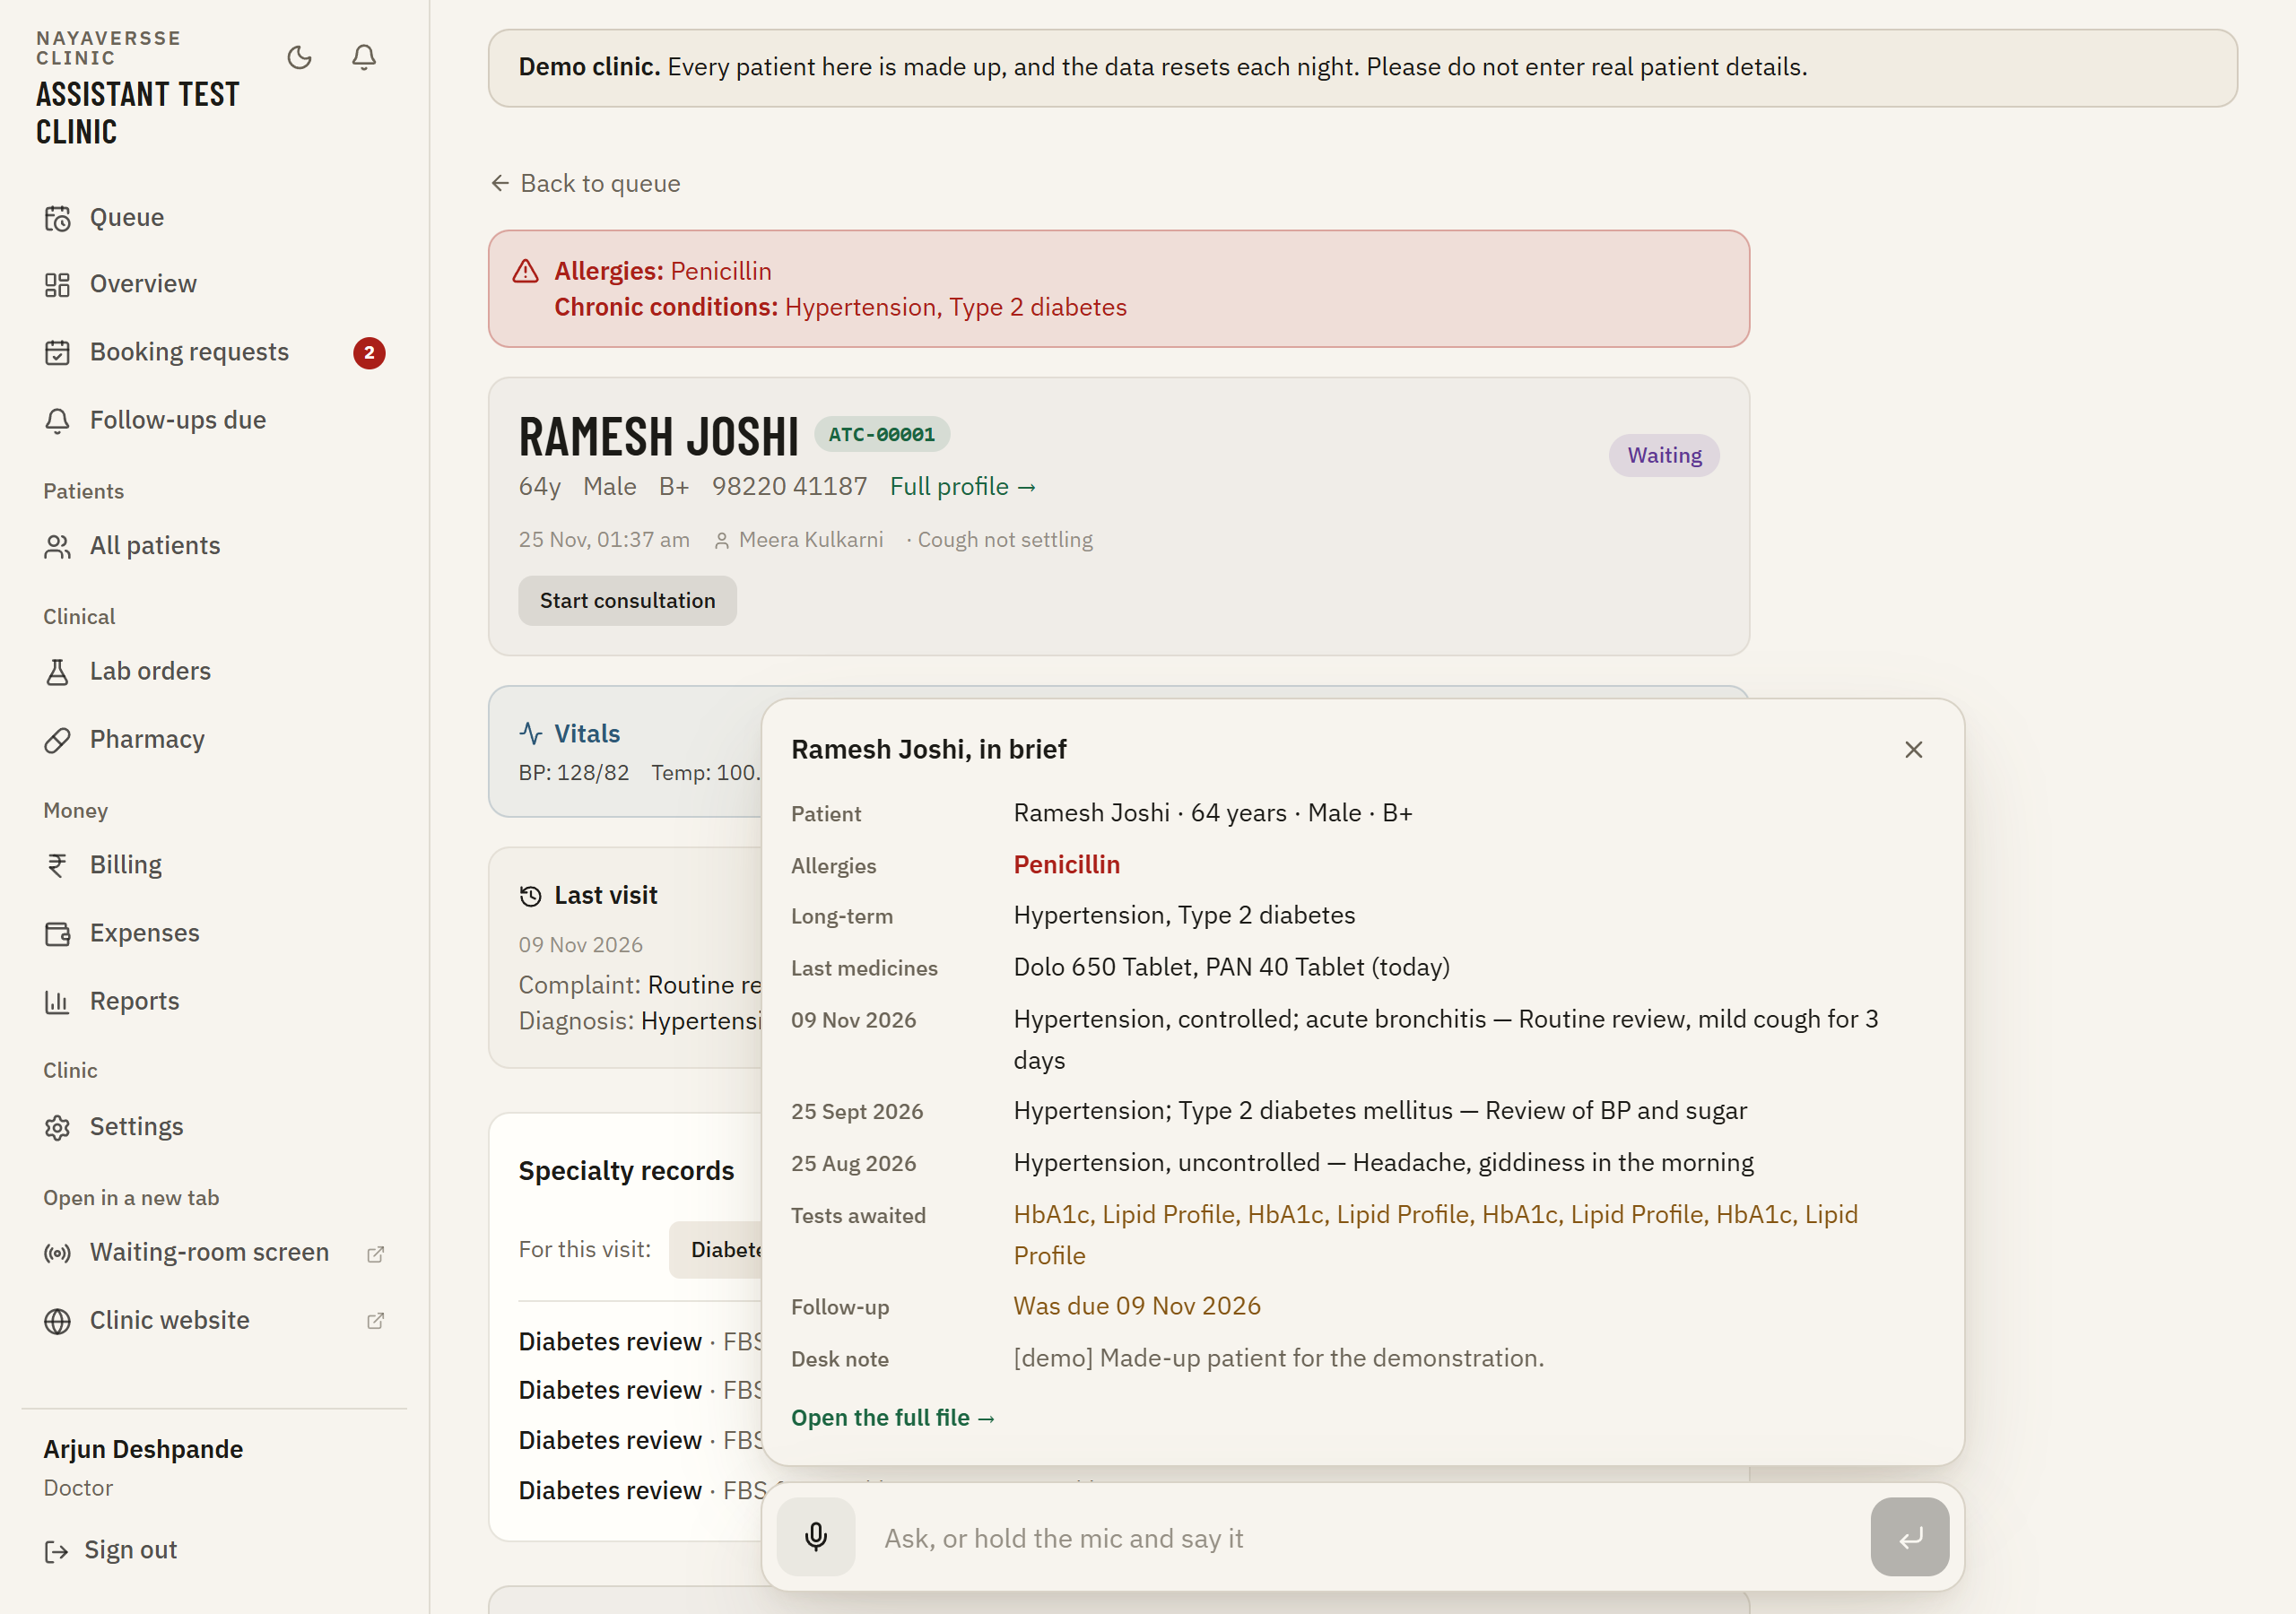 NAYAVERSSE
CLINIC
ASSISTANT TEST
CLINIC
Queue
Overview
Booking requests 2
Follow-ups due
Patients
All patients
Clinical
Lab orders
Pharmacy
Money
Billing
Expenses
Reports
Clinic
Settings
Open in a new tab
Waiting-room screen
Clinic website
Arjun Deshpande
Doctor
Sign out
Demo clinic. Every patient here is made up, and the data resets each night. Please do not enter real patient details.
← Back to queue
Allergies: Penicillin
Chronic conditions: Hypertension, Type 2 diabetes
RAMESH JOSHI ATC-00001
Waiting
64y Male B+ 98220 41187 Full profile →
25 Nov, 01:37 am Meera Kulkarni · Cough not settling
Start consultation
Vitals
BP: 128/82 Temp: 100.
Last visit
09 Nov 2026
Complaint: Routine
Diagnosis:
Specialty records
For this visit:
Diabetes review · FBS
Diabetes review · FBS
Diabetes review · FBS
Diabetes review · FBS
Ramesh Joshi, in brief
Patient Ramesh Joshi · 64 years · Male · B+
Allergies Penicillin
Long-term Hypertension, Type 2 diabetes
Last medicines Dolo 650 Tablet, PAN 40 Tablet (today)
09 Nov 2026 Hypertension, controlled; acute bronchitis — Routine review, mild cough for 3
days
25 Sept 2026 Hypertension; Type 2 diabetes mellitus — Review of BP and sugar
25 Aug 2026 Hypertension, uncontrolled — Headache, giddiness in the morning
Tests awaited HbA1c, Lipid Profile, HbA1c, Lipid Profile, HbA1c, Lipid Profile, HbA1c, Lipid
Profile
Follow-up Was due 09 Nov 2026
Desk note [demo] Made-up patient for the demonstration.
Open the full file →
Ask, or hold the mic and say it